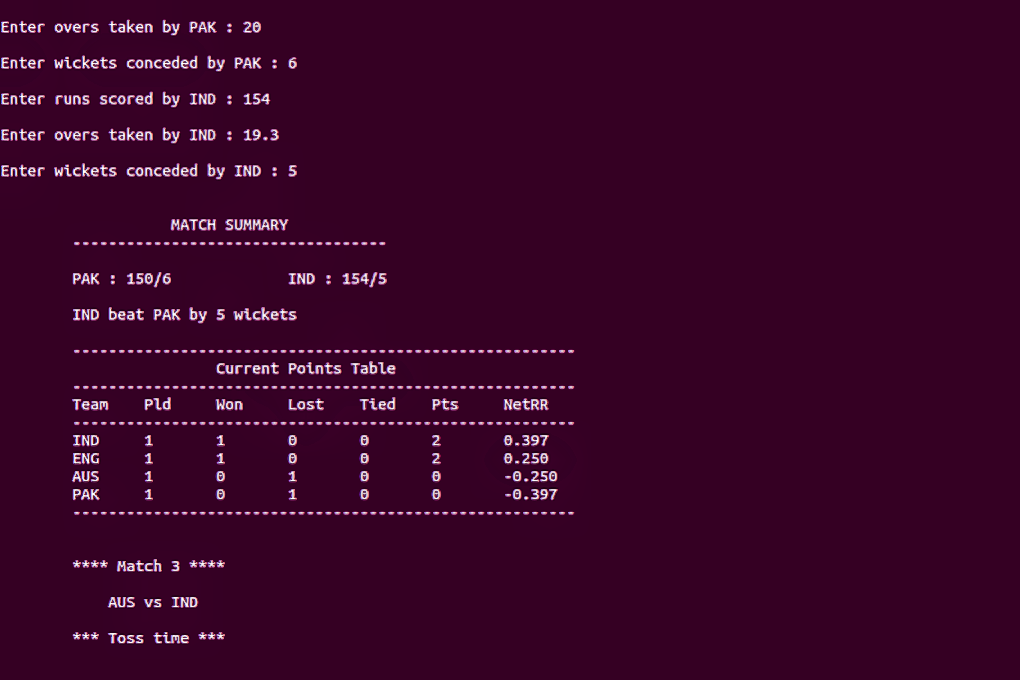 Enter overs taken by PAK : 20
Enter wickets conceded by PAK : 6
Enter runs scored by IND : 154
Enter overs taken by IND : 19.3
Enter wickets conceded by IND : 5
MATCH SUMMARY
-----------------------------------
PAK : 150/6 IND : 154/5
IND beat PAK by 5 wickets
--------------------------------------------------------
Current Points Table
--------------------------------------------------------
Team Pld Won Lost Tied Pts NetRR
--------------------------------------------------------
IND 1 1 0 0 2 0.397
ENG 1 1 0 0 2 0.250
AUS 1 0 1 0 0 -0.250
PAK 1 0 1 0 0 -0.397
--------------------------------------------------------
**** Match 3 ****
AUS vs IND
*** Toss time ***